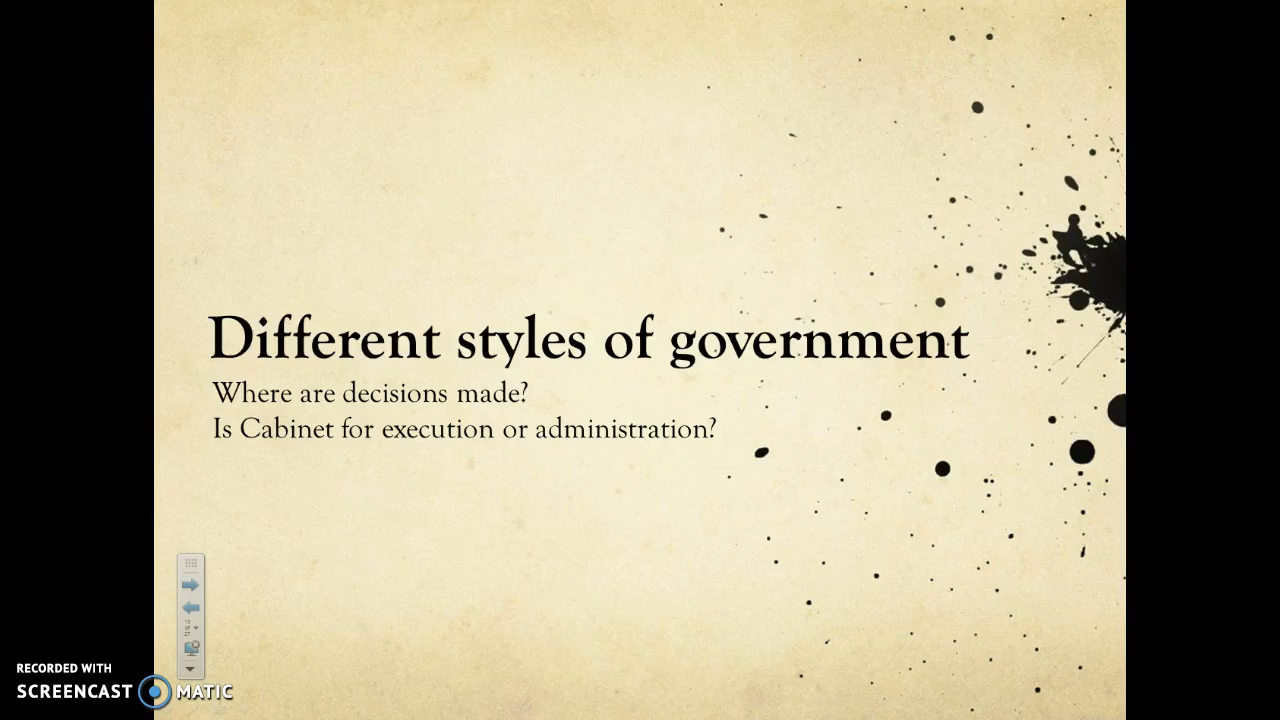 Different styles of government
Where are decisions made?
Is Cabinet for execution or administration?
RECORDED WITH
SCREENCAST MATIC